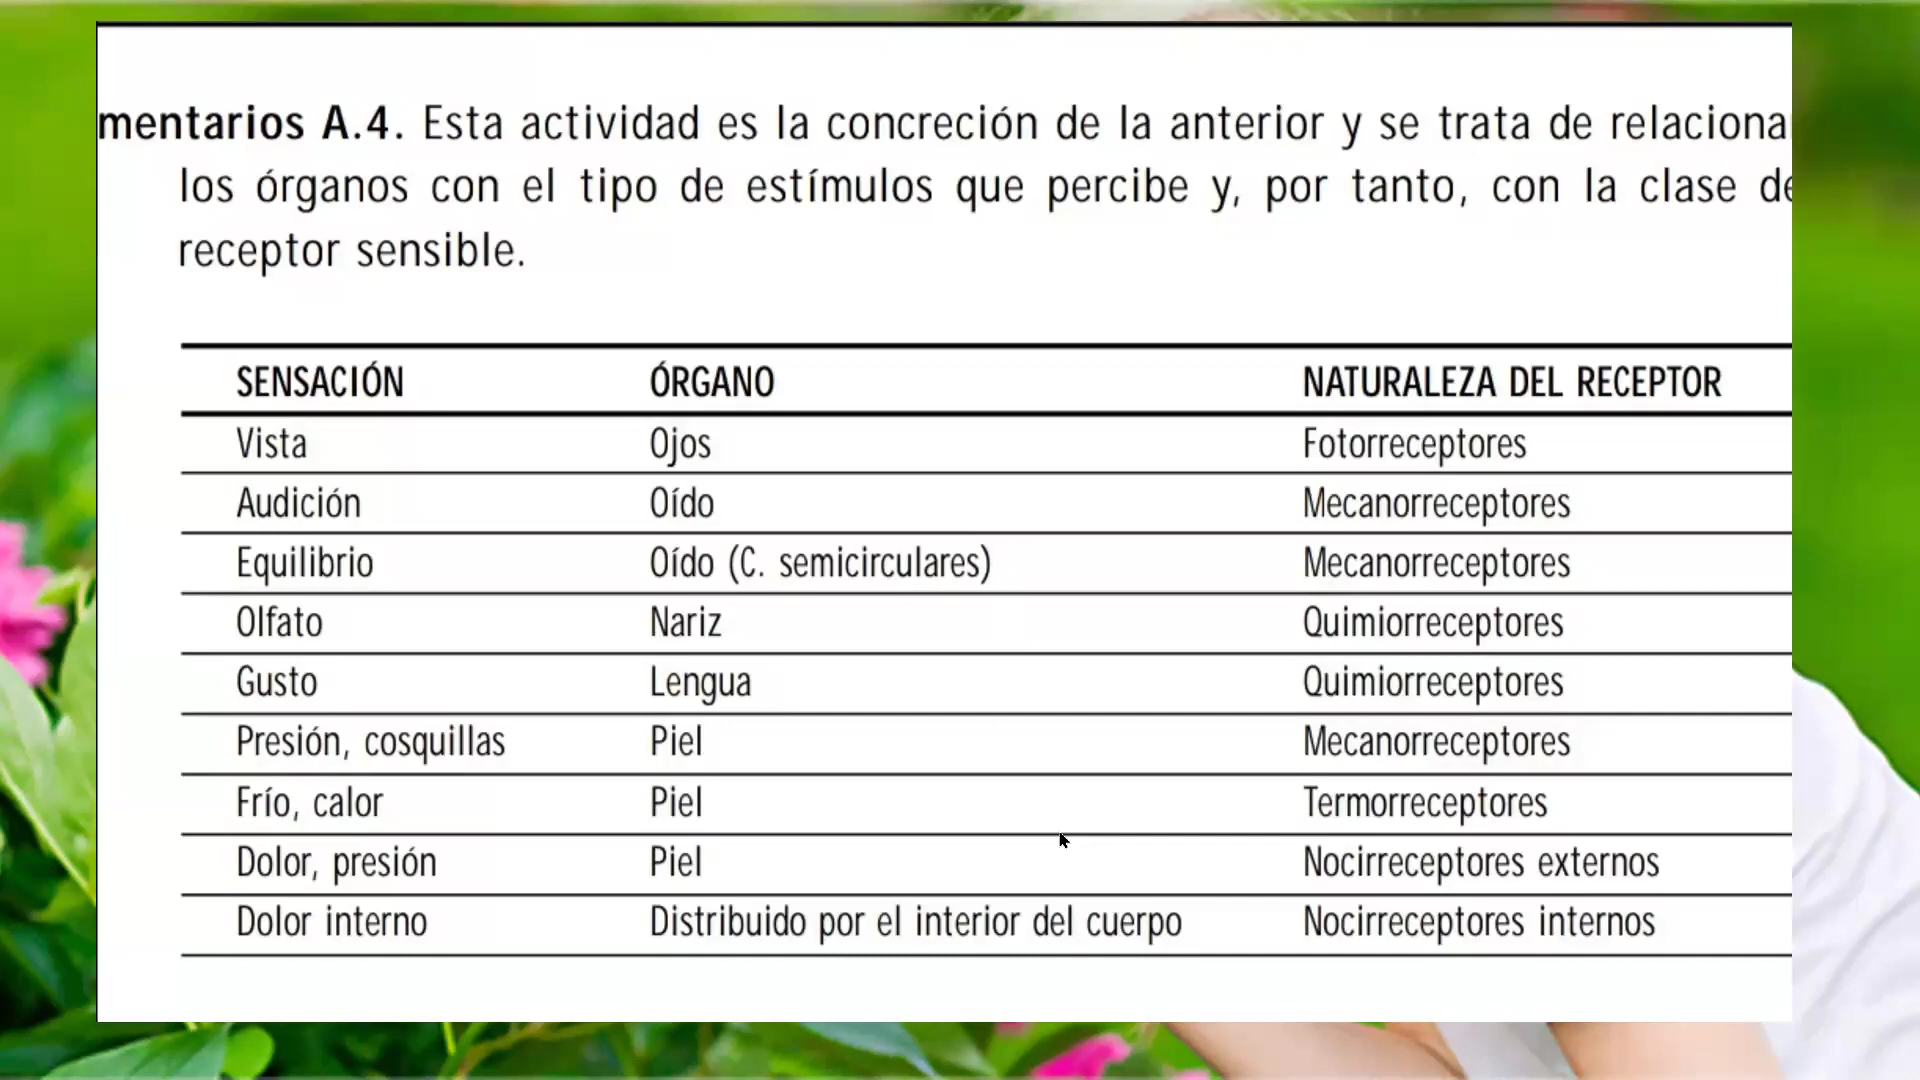 mentarios A.4. Esta actividad es la concreción de la anterior y se trata de relaciona
los órganos con el tipo de estímulos que percibe y, por tanto, con la clase de
receptor sensible.
SENSACIÓN ÓRGANO NATURALEZA DEL RECEPTOR
Vista Ojos Fotorreceptores
Audición Oído Mecanorreceptores
Equilibrio Oído (C. semicirculares) Mecanorreceptores
Olfato Nariz Quimiorreceptores
Gusto Lengua Quimiorreceptores
Presión, cosquillas Piel Mecanorreceptores
Frío, calor Piel Termorreceptores
Dolor, presión Piel Nocirreceptores externos
Dolor interno Distribuido por el interior del cuerpo Nocirreceptores internos